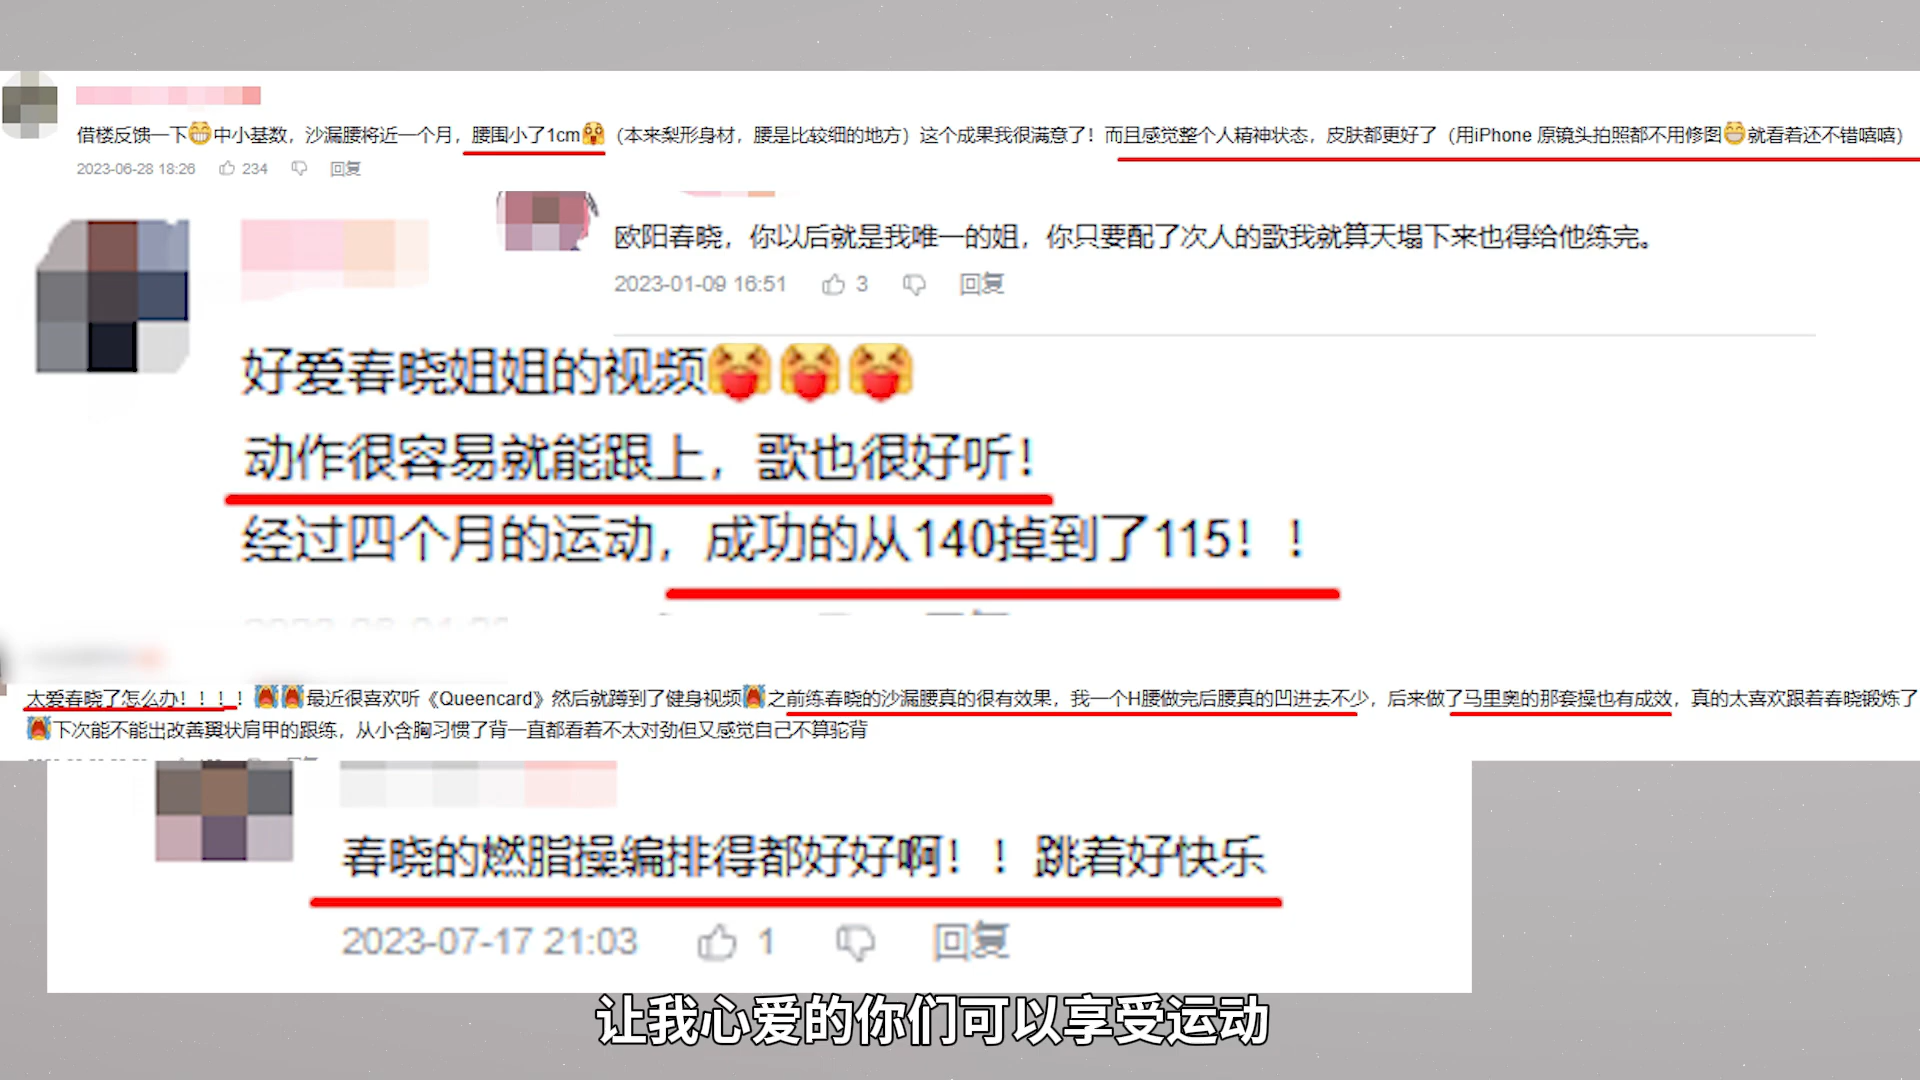 借楼反馈一下😁中小基数，沙漏腰将近一个月，腰围小了1cm😱（本来梨形身材，腰是比较细的地方）这个成果我很满意了！而且感觉整个人精神状态，皮肤都更好了（用iPhone 原镜头拍照都不用修图😁就看着还不错嘻嘻）
2023-06-28 18:26 234 回复
欧阳春晓，你以后就是我唯一的姐，你只要配了次人的歌我就算天塌下来也得给他练完。
2023-01-09 16:51 3 回复
好爱春晓姐姐的视频
动作很容易就能跟上，歌也很好听！
经过四个月的运动，成功的从140掉到了115！！
太爱春晓了怎么办！！！！😭😭最近很喜欢听《Queencard》然后就蹲到了健身视频😭之前练春晓的沙漏腰真的很有效果，我一个H腰做完后腰真的凹进去不少，后来做了马里奥的那套操也有成效，真的太喜欢跟着春晓锻炼了
😭下次能不能出改善翼状肩甲的跟练，从小含胸习惯了背一直都看着不太对劲但又感觉自己不算驼背
春晓的燃脂操编排得都好好啊！！跳着好快乐
2023-07-17 21:03 1 回复
让我心爱的你们可以享受运动